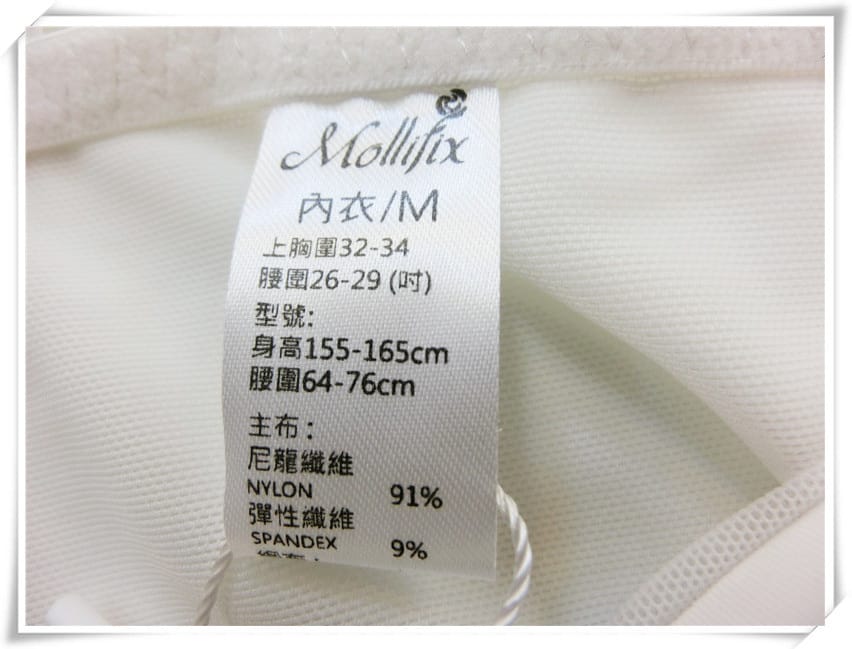 Mollifix
內衣/M
上胸圍32-34
腰圍26-29 (吋)
型號:
身高155-165cm
腰圍64-76cm
主布:
尼龍纖維
NYLON 91%
彈性纖維
SPANDEX 9%